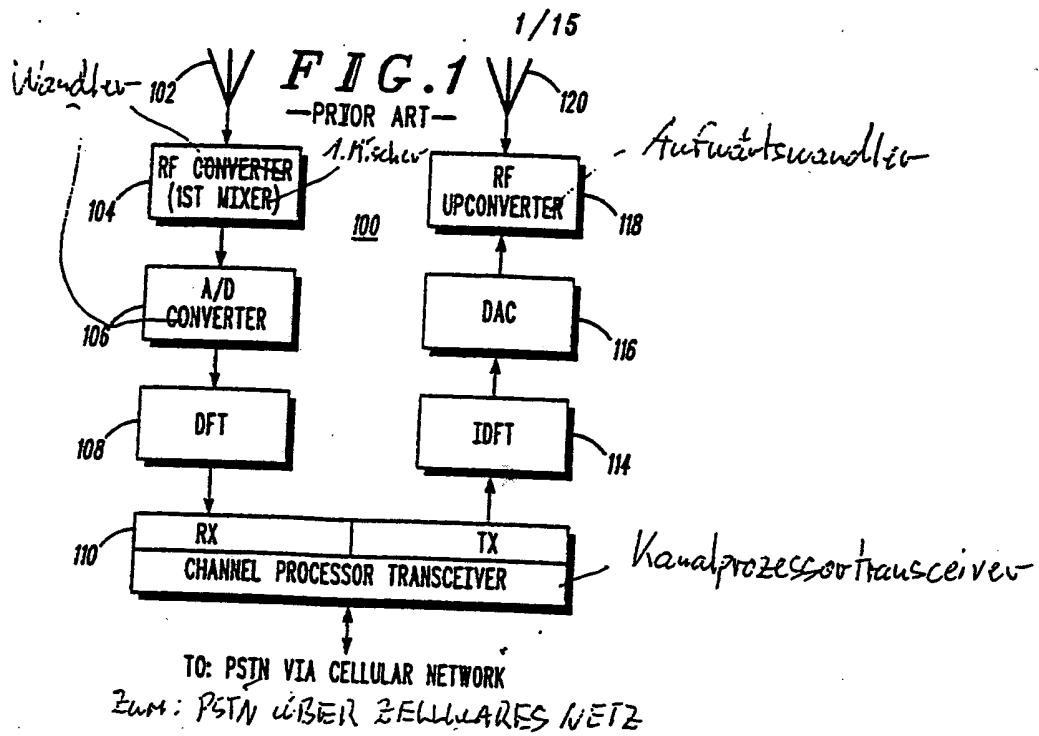 1/15
FIG.1
—PRIOR ART—
Wandler
102
120
RF CONVERTER
(1ST MIXER)
1. Mischer
104
100
RF
UPCONVERTER
Aufwärtswandler
118
A/D
CONVERTER
106
DAC
116
DFT
108
IDFT
114
110
RX
TX
CHANNEL PROCESSOR TRANSCEIVER
Kanalprozessortransceiver
TO: PSTN VIA CELLULAR NETWORK
Zum: PSTN ÜBER ZELLULARES NETZ